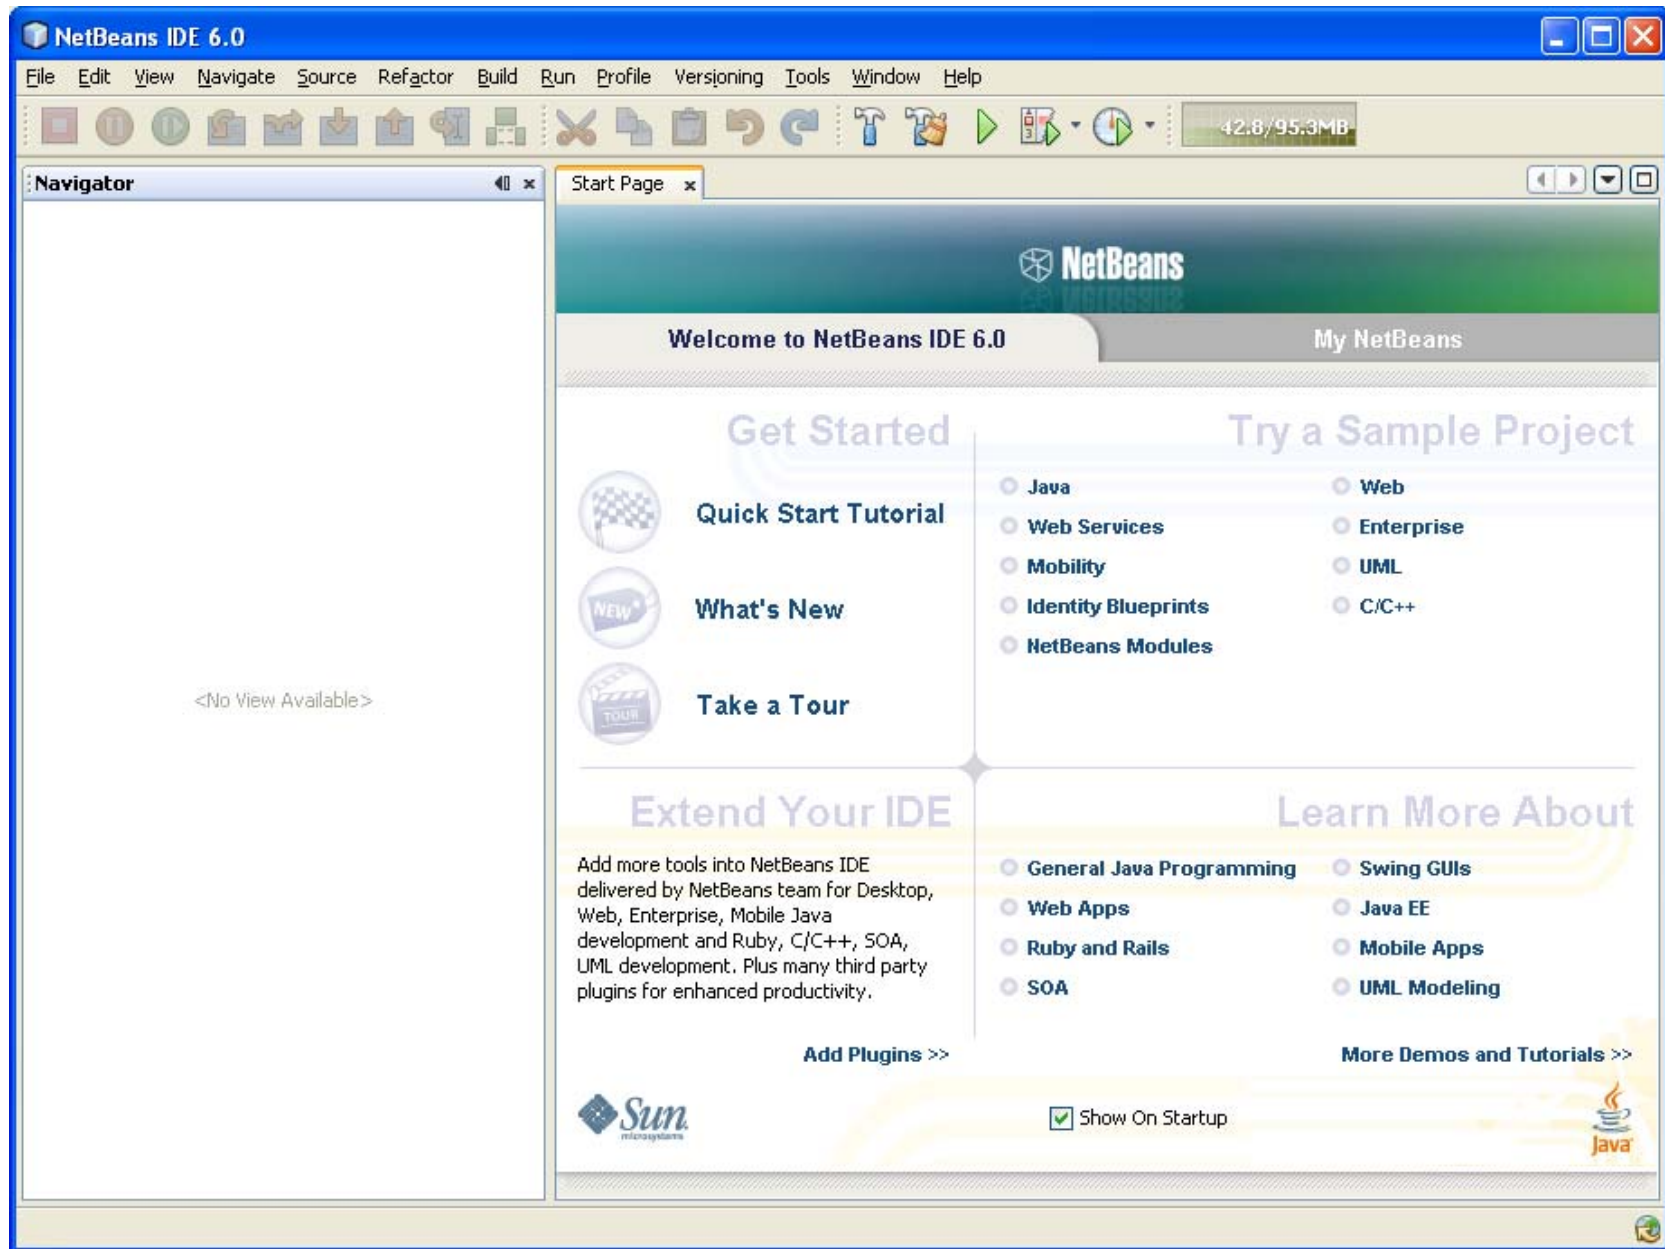 NetBeans IDE 6.0
File Edit View Navigate Source Refactor Build Run Profile Versioning Tools Window Help
42.8/95.3MB
Navigator
<No View Available>
Start Page
NetBeans
Welcome to NetBeans IDE 6.0
My NetBeans
Get Started
Quick Start Tutorial
NEW
What's New
TOUR
Take a Tour
Try a Sample Project
Java
Web
Web Services
Enterprise
Mobility
UML
Identity Blueprints
C/C++
NetBeans Modules
Extend Your IDE
Add more tools into NetBeans IDE
delivered by NetBeans team for Desktop,
Web, Enterprise, Mobile Java
development and Ruby, C/C++, SOA,
UML development. Plus many third party
plugins for enhanced productivity.
Add Plugins >>
Learn More About
General Java Programming
Swing GUIs
Web Apps
Java EE
Ruby and Rails
Mobile Apps
SOA
UML Modeling
More Demos and Tutorials >>
Sun
microsystems
Show On Startup
Java